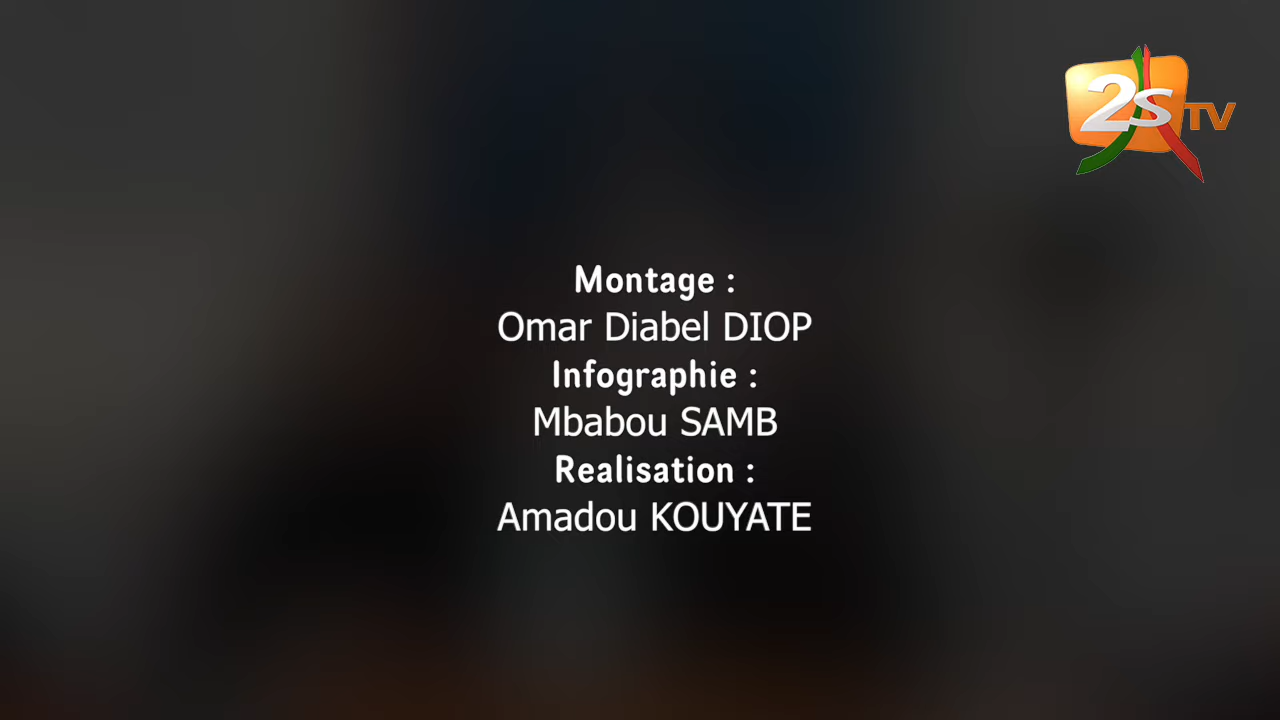 2s TV
Montage :
Omar Diabel DIOP
Infographie :
Mbabou SAMB
Realisation :
Amadou KOUYATE